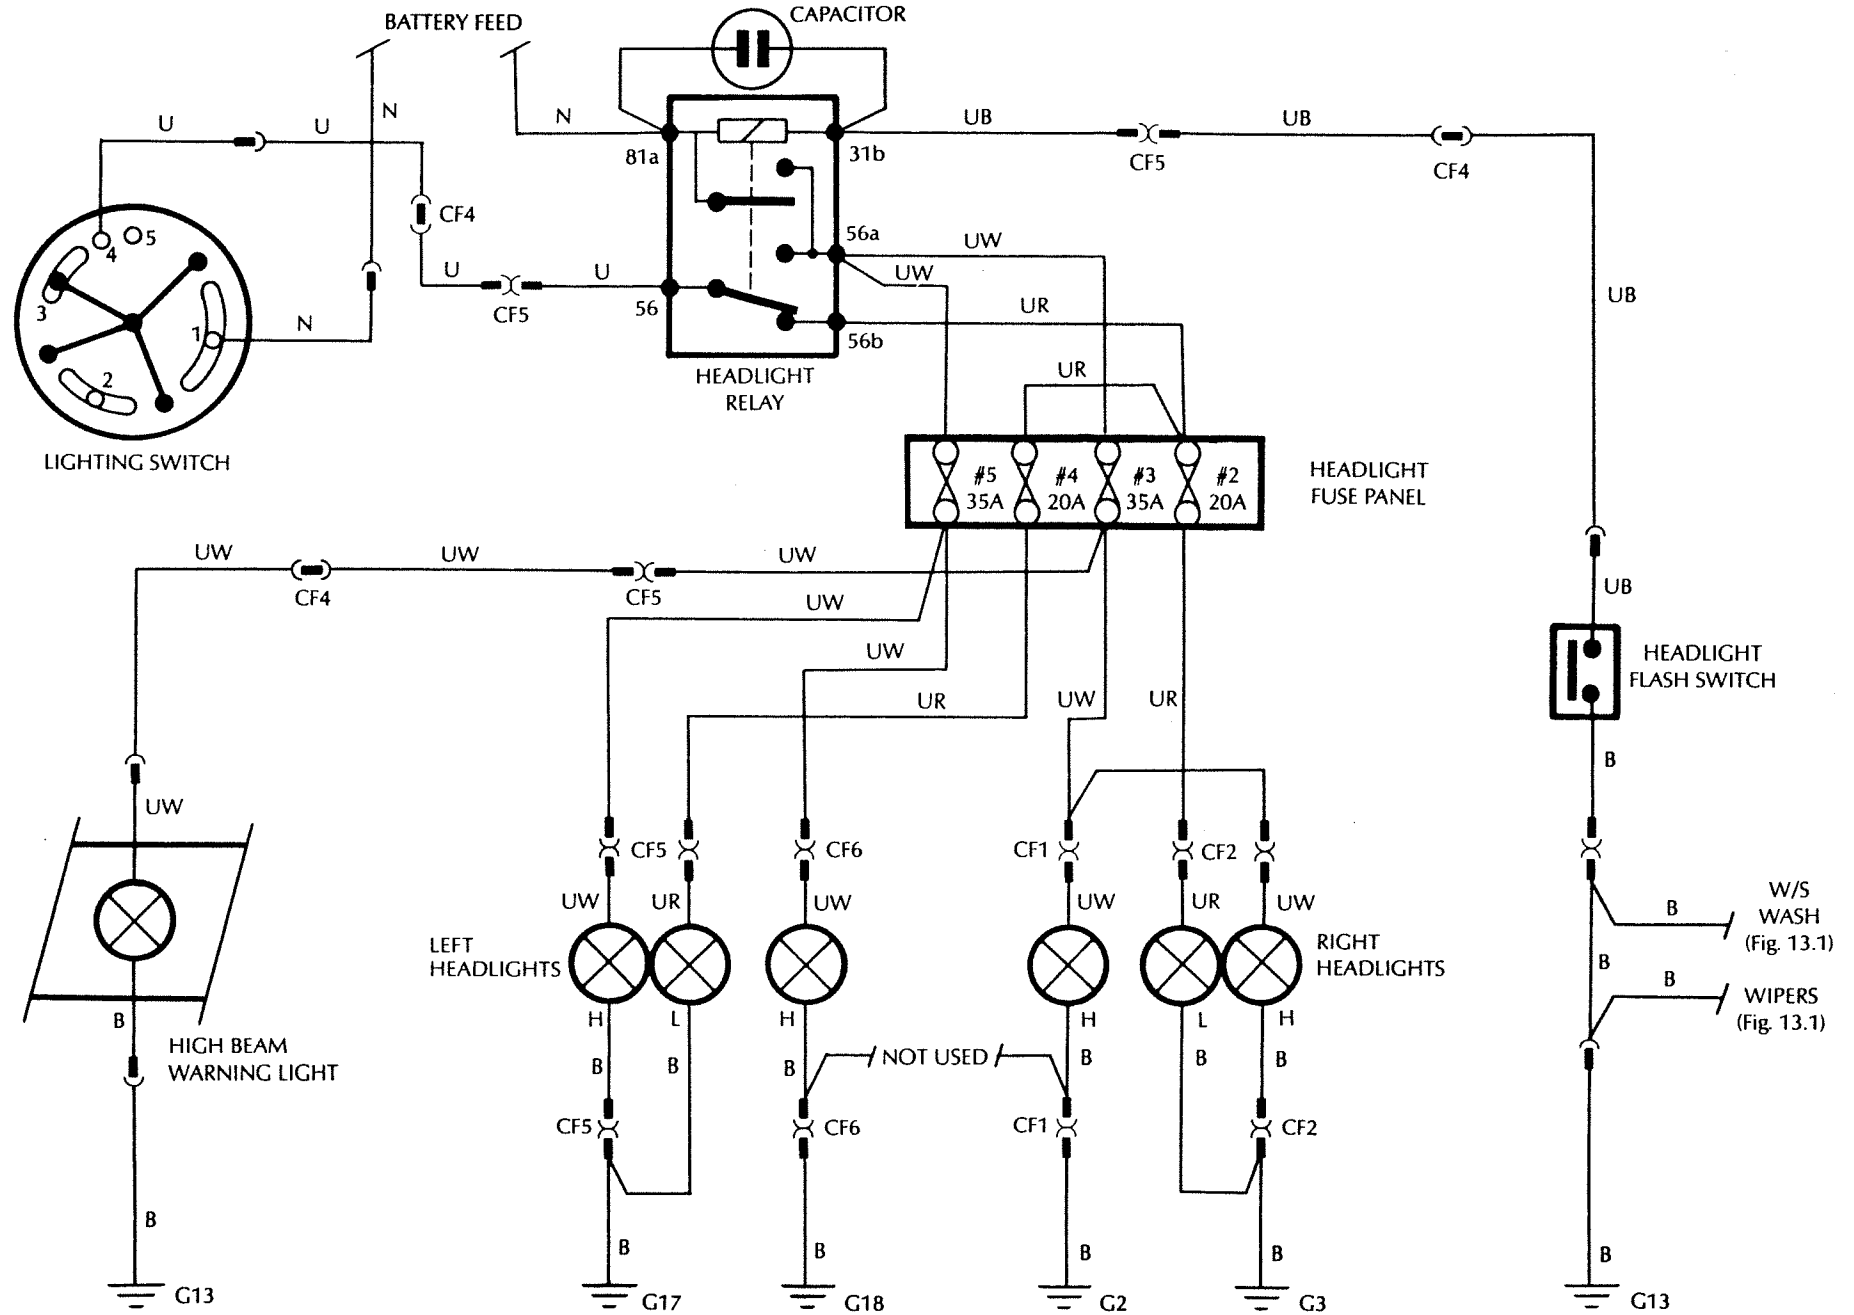 BATTERY FEED
CAPACITOR
U
U
N
N
UB
UB
81a
31b
CF5
CF4
CF4
5
4
56a
UW
UW
U
U
UB
3
1
N
CF5
56
UR
56b
2
HEADLIGHT
RELAY
UR
LIGHTING SWITCH
#5
35A
#4
20A
#3
35A
#2
20A
HEADLIGHT
FUSE PANEL
UW
UW
UW
CF4
CF5
UW
UB
UW
HEADLIGHT
FLASH SWITCH
UR
UW
UR
B
UW
CF5
CF6
CF1
CF2
UW
UR
UW
UW
UR
UW
W/S
WASH
(Fig. 13.1)
B
LEFT
HEADLIGHTS
RIGHT
HEADLIGHTS
B
B
WIPERS
(Fig. 13.1)
H
L
H
H
L
H
B
HIGH BEAM
WARNING LIGHT
B
B
B
NOT USED
B
B
B
CF5
CF6
CF1
CF2
B
B
B
B
B
B
G13
G17
G18
G2
G3
G13